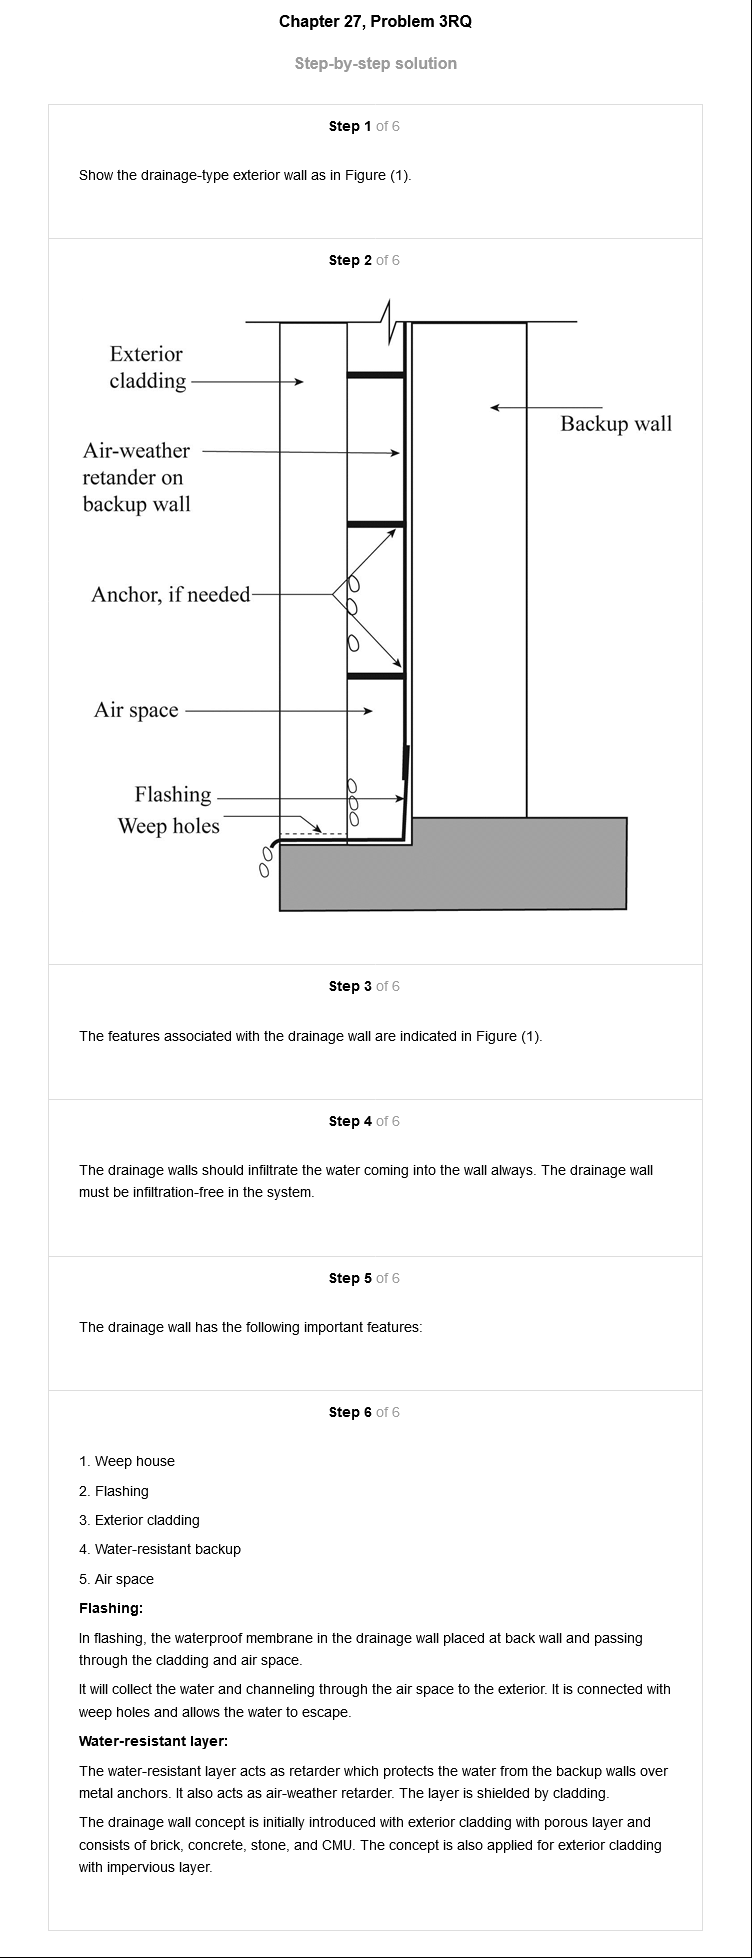 Chapter 27, Problem 3RQ
Step-by-step solution
Step 1 of 6
Show the drainage-type exterior wall as in Figure (1).
Step 2 of 6
Exterior
cladding
Backup wall
Air-weather
retander on
backup wall
Anchor, if needed
Air space
Flashing
Weep holes
Step 3 of 6
The features associated with the drainage wall are indicated in Figure (1).
Step 4 of 6
The drainage walls should infiltrate the water coming into the wall always. The drainage wall
must be infiltration-free in the system.
Step 5 of 6
The drainage wall has the following important features:
Step 6 of 6
1. Weep house
2. Flashing
3. Exterior cladding
4. Water-resistant backup
5. Air space
Flashing:
In flashing, the waterproof membrane in the drainage wall placed at back wall and passing
through the cladding and air space.
It will collect the water and channeling through the air space to the exterior. It is connected with
weep holes and allows the water to escape.
Water-resistant layer:
The water-resistant layer acts as retarder which protects the water from the backup walls over
metal anchors. It also acts as air-weather retarder. The layer is shielded by cladding.
The drainage wall concept is initially introduced with exterior cladding with porous layer and
consists of brick, concrete, stone, and CMU. The concept is also applied for exterior cladding
with impervious layer.